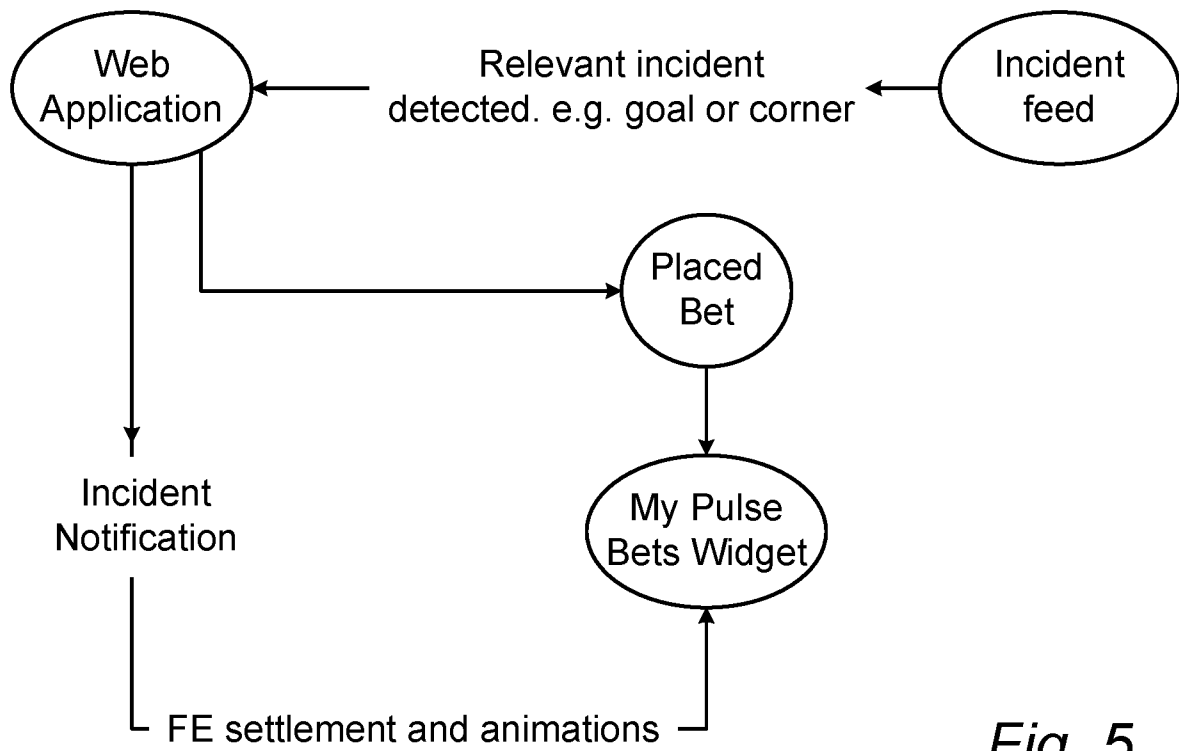 Web
Application
Relevant incident
detected. e.g. goal or corner
Incident
feed
Placed
Bet
Incident
Notification
My Pulse
Bets Widget
FE settlement and animations
Fig. 5